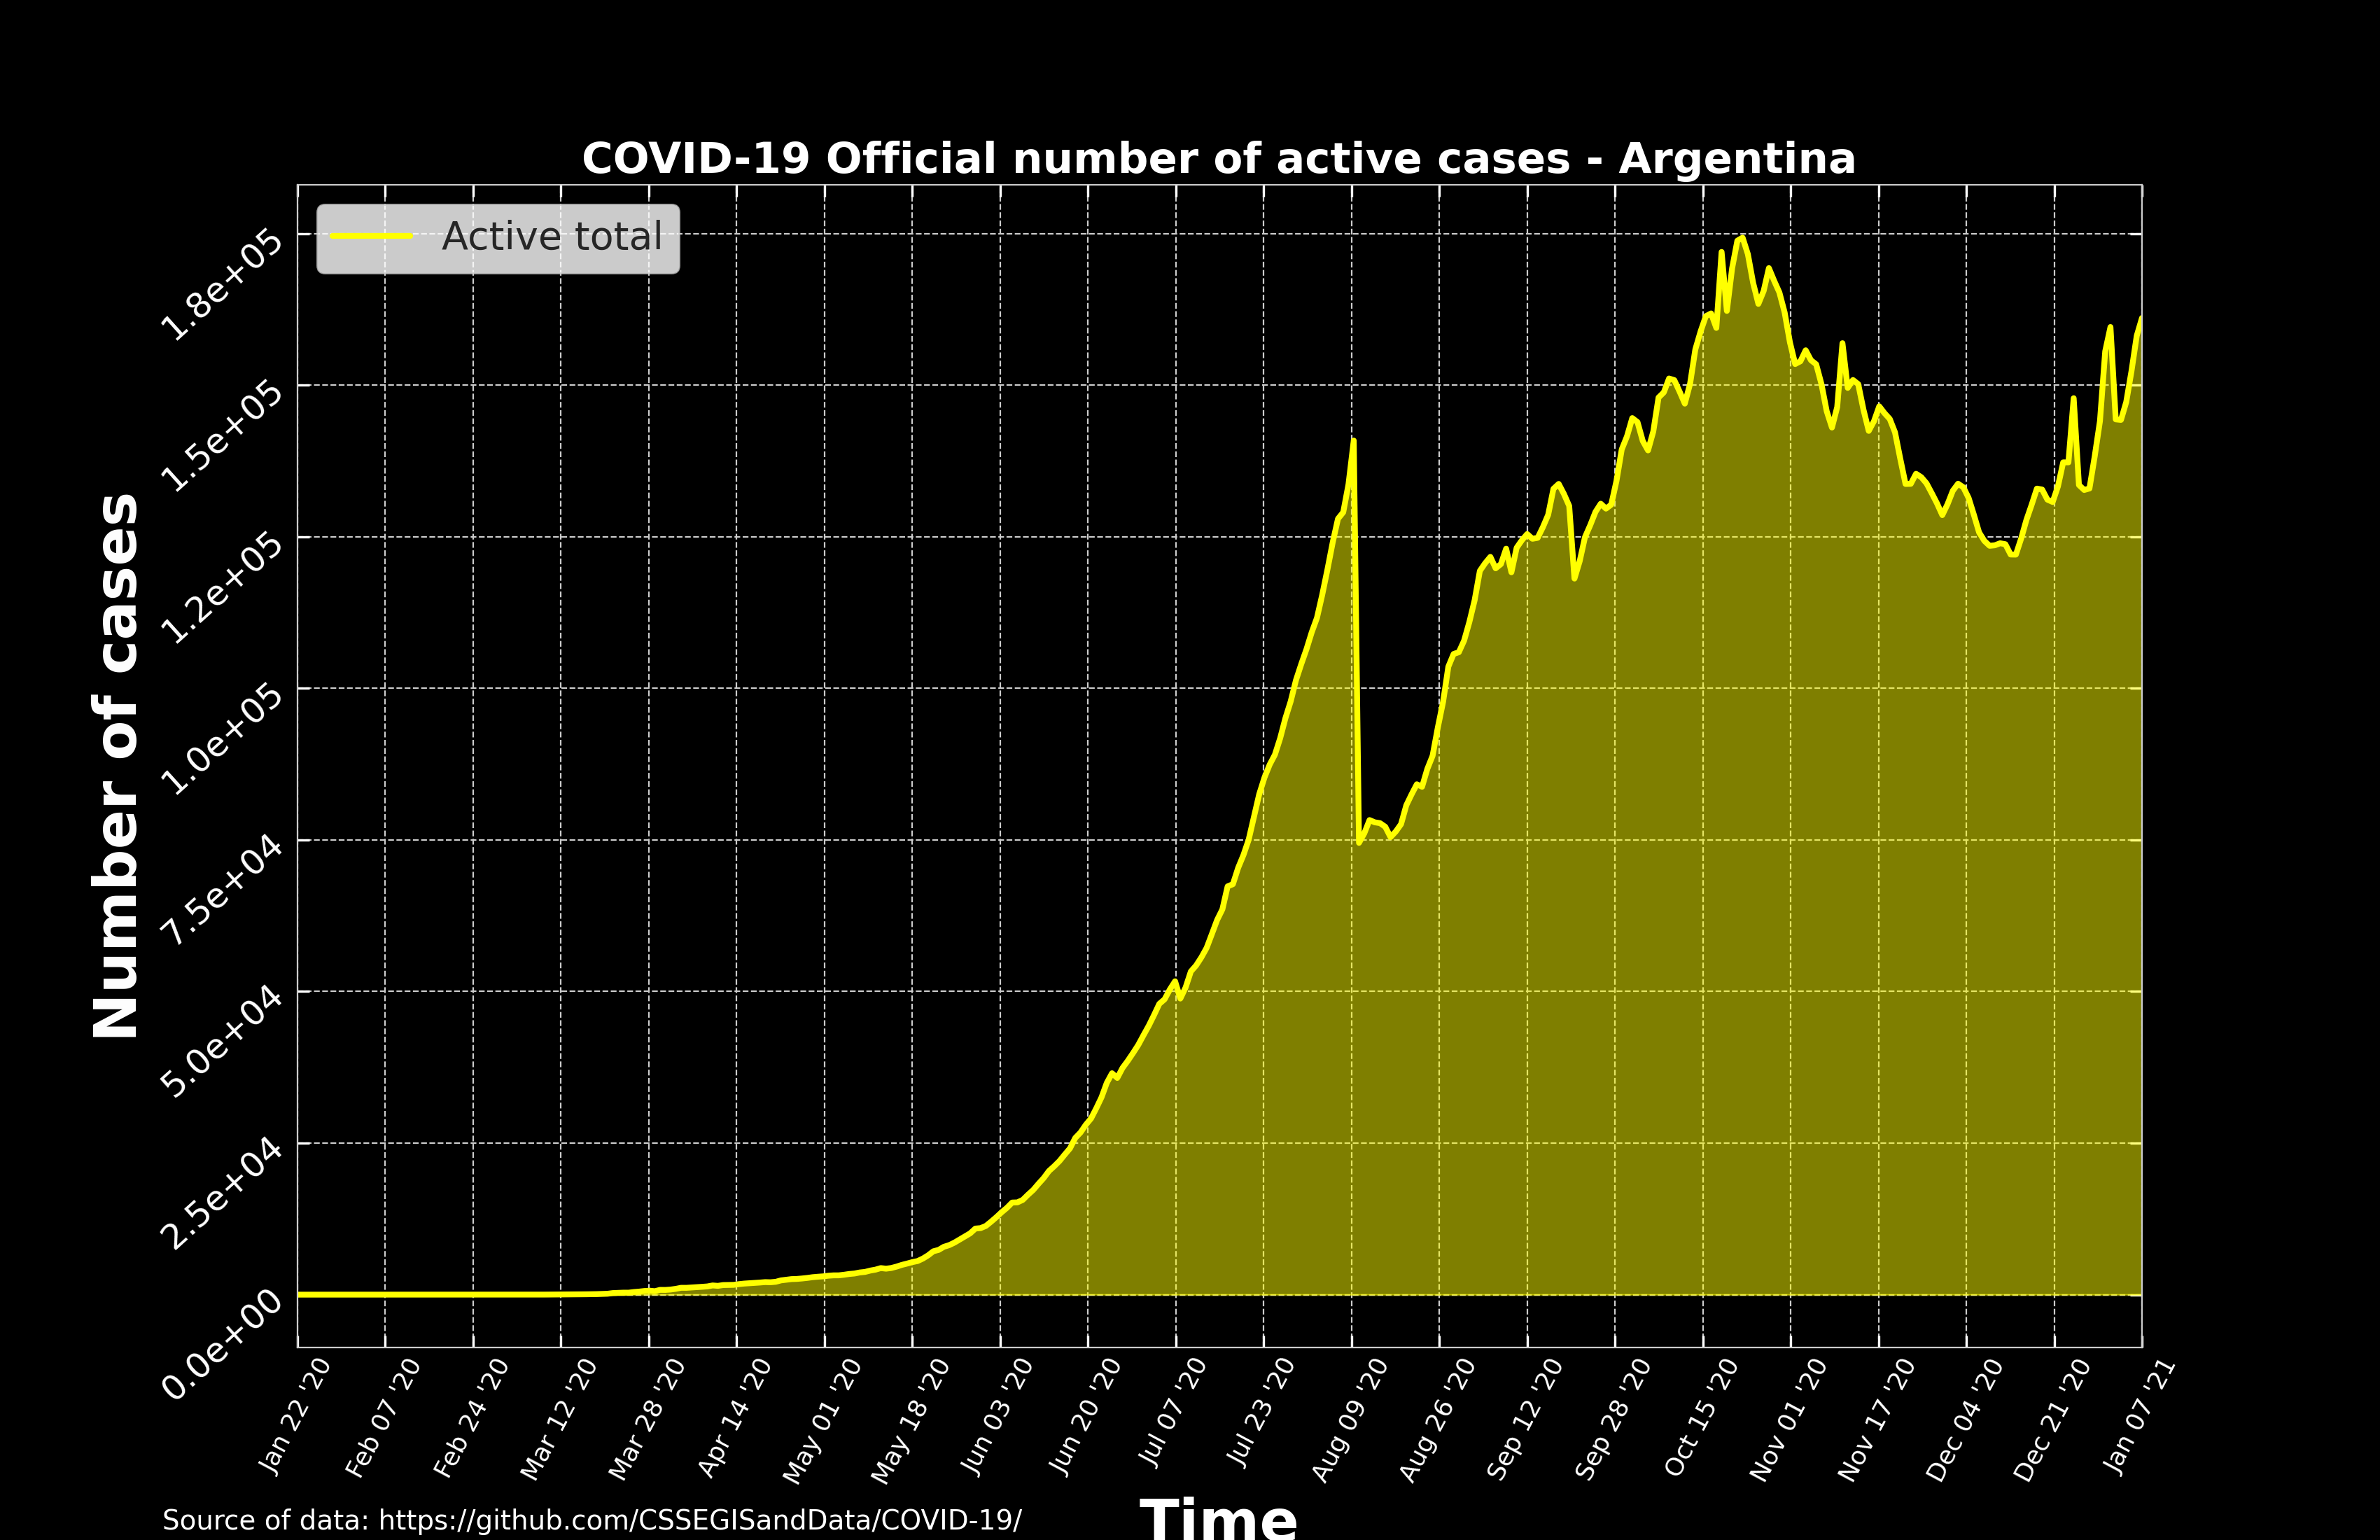 COVID-19 Official number of active cases - Argentina
Active total
Number of cases
1.8e+05
1.5e+05
1.2e+05
1.0e+05
7.5e+04
5.0e+04
2.5e+04
0.0e+00
Jan 22 '20
Feb 07 '20
Feb 24 '20
Mar 12 '20
Mar 28 '20
Apr 14 '20
May 01 '20
May 18 '20
Jun 03 '20
Jun 20 '20
Jul 07 '20
Jul 23 '20
Aug 09 '20
Aug 26 '20
Sep 12 '20
Sep 28 '20
Oct 15 '20
Nov 01 '20
Nov 17 '20
Dec 04 '20
Dec 21 '20
Jan 07 '21
Time
Source of data: https://github.com/CSSEGISandData/COVID-19/